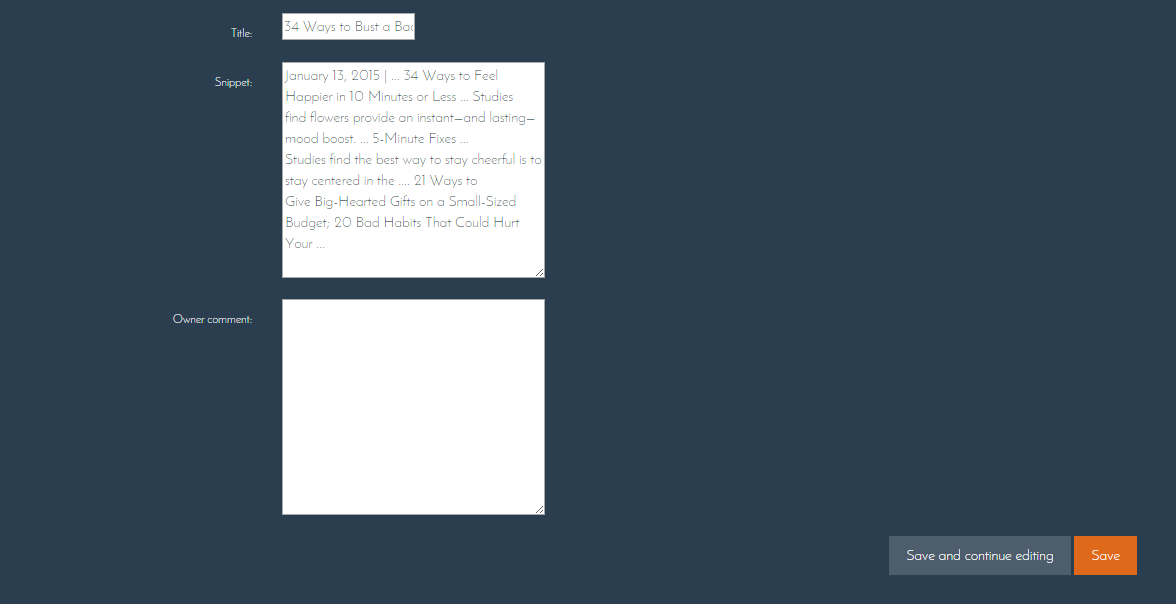 Title:
34 Ways to Bust a
Snippet:
January 13, 2015 | ... 34 Ways to Feel
Happier in 10 Minutes or Less ... Studies
find flowers provide an instant—and lasting—
mood boost. ... 5-Minute Fixes ...
Studies find the best way to stay cheerful is to
stay centered in the .... 21 Ways to
Give Big-Hearted Gifts on a Small-Sized
Budget; 20 Bad Habits That Could Hurt
Your ...
Owner comment:
Save and continue editing
Save